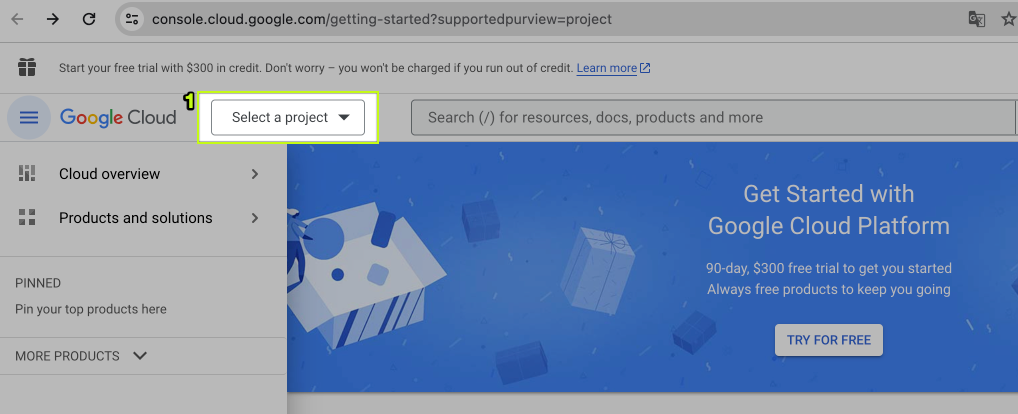 console.cloud.google.com/getting-started?supportedpurview=project
Start your free trial with $300 in credit. Don't worry – you won't be charged if you run out of credit. Learn more
1
Google Cloud
Select a project
Search (/) for resources, docs, products and more
Cloud overview
Products and solutions
PINNED
Pin your top products here
MORE PRODUCTS
Get Started with
Google Cloud Platform
90-day, $300 free trial to get you started
Always free products to keep you going
TRY FOR FREE